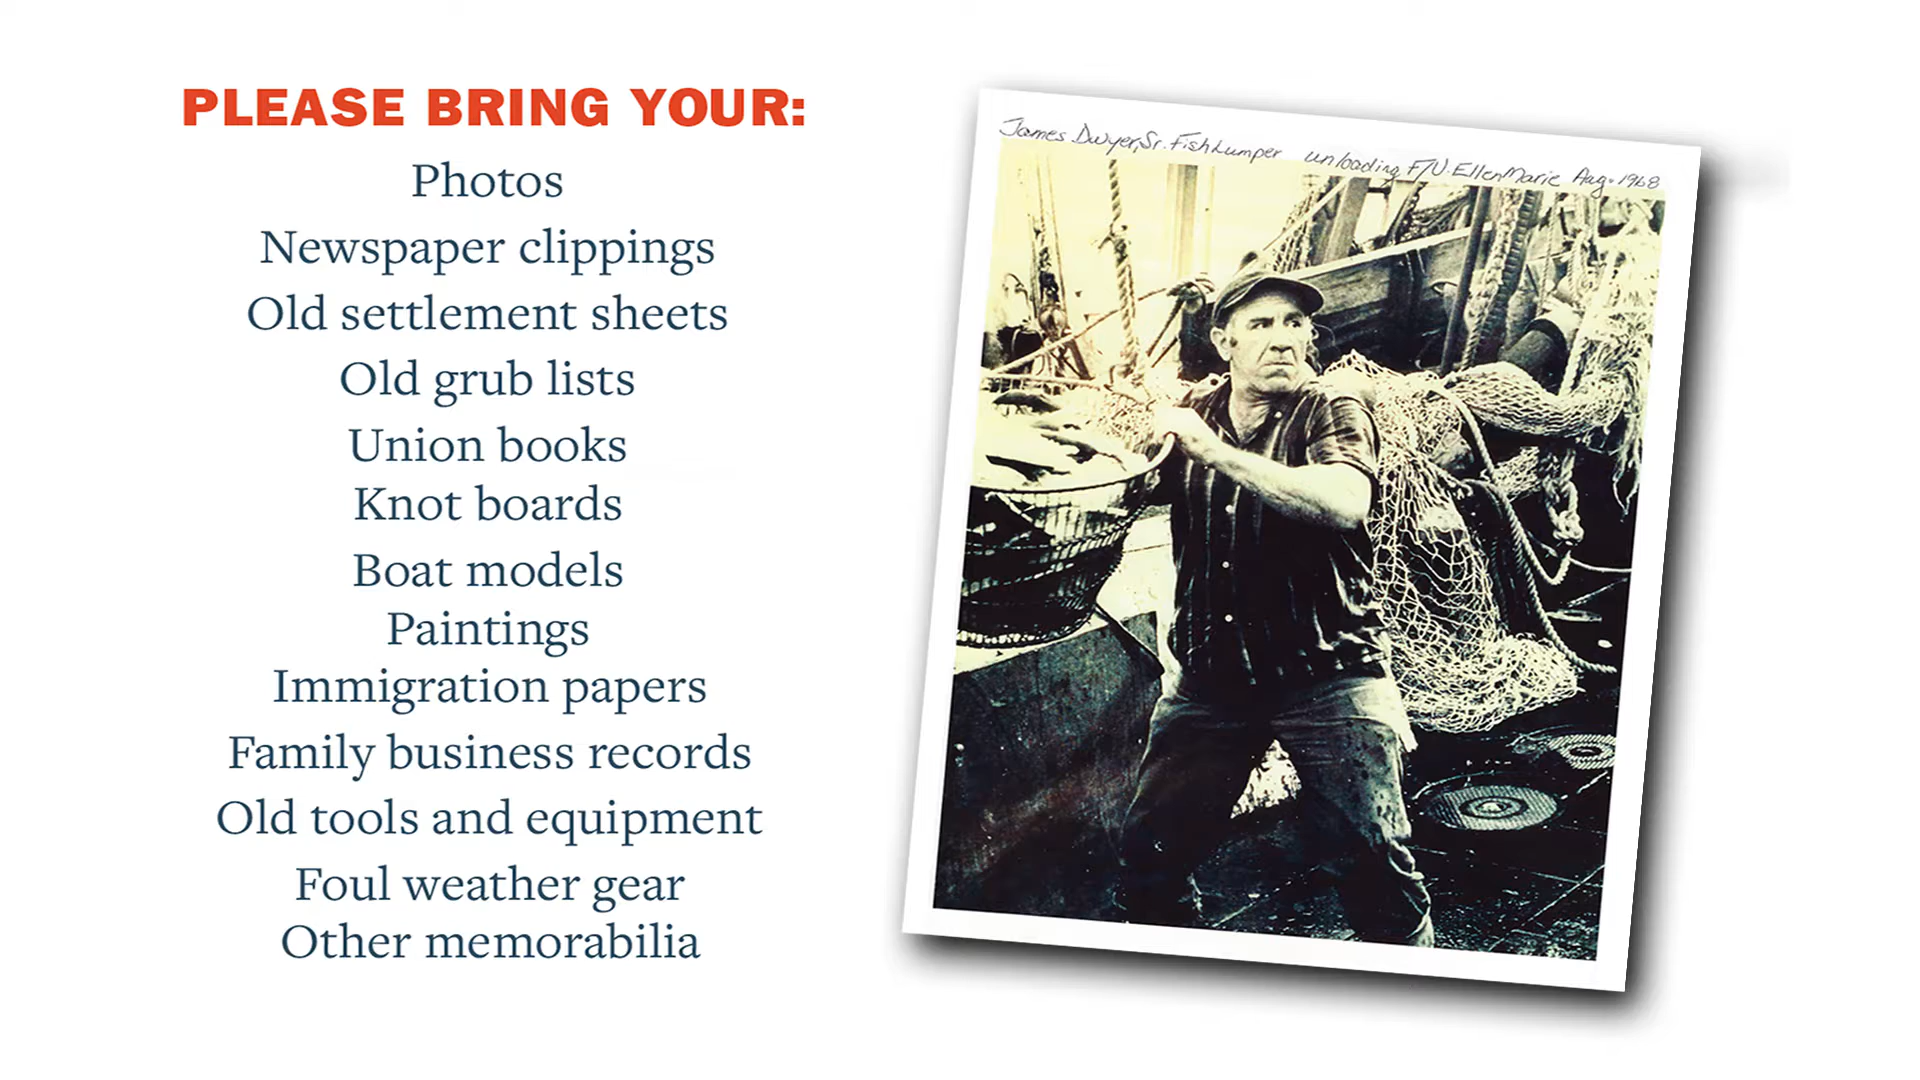 PLEASE BRING YOUR:
Photos
Newspaper clippings
Old settlement sheets
Old grub lists
Union books
Knot boards
Boat models
Paintings
Immigration papers
Family business records
Old tools and equipment
Foul weather gear
Other memorabilia
James Dwyer, Sr. Fish Lumper unloading F/V. Ellen Marie Aug. 1968